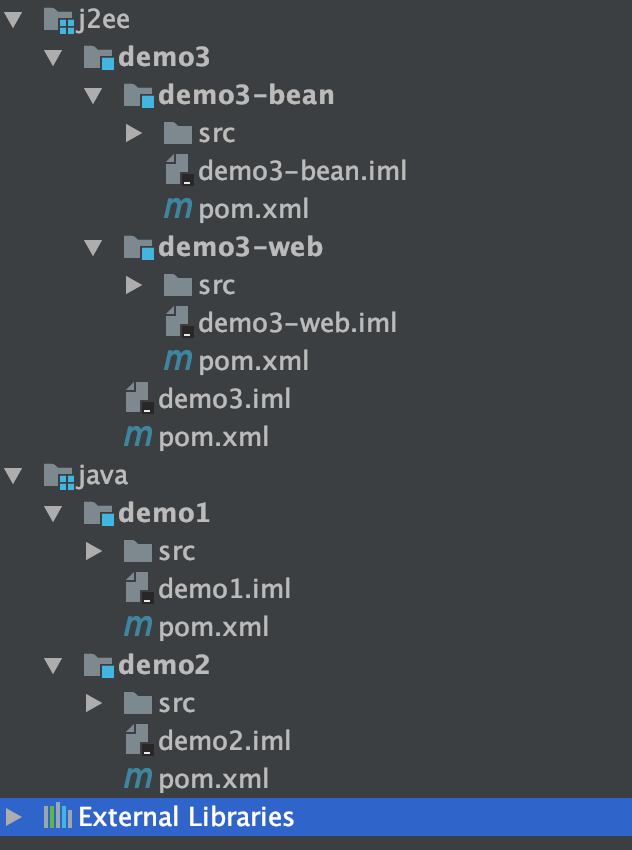 j2ee
demo3
demo3-bean
src
demo3-bean.iml
pom.xml
demo3-web
src
demo3-web.iml
pom.xml
demo3.iml
pom.xml
java
demo1
src
demo1.iml
pom.xml
demo2
src
demo2.iml
pom.xml
External Libraries